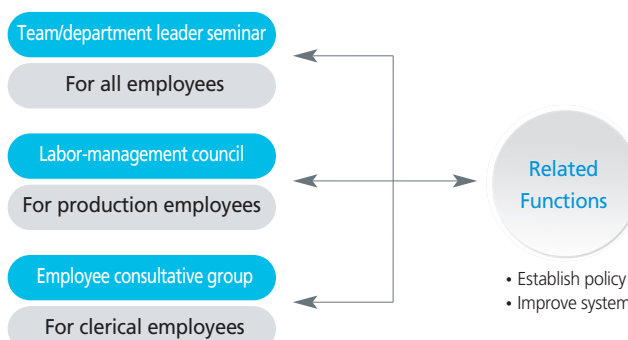 Team/department leader seminar
For all employees
Labor-management council
For production employees
Employee consultative group
For clerical employees
Related
Functions
• Establish policy
• Improve system